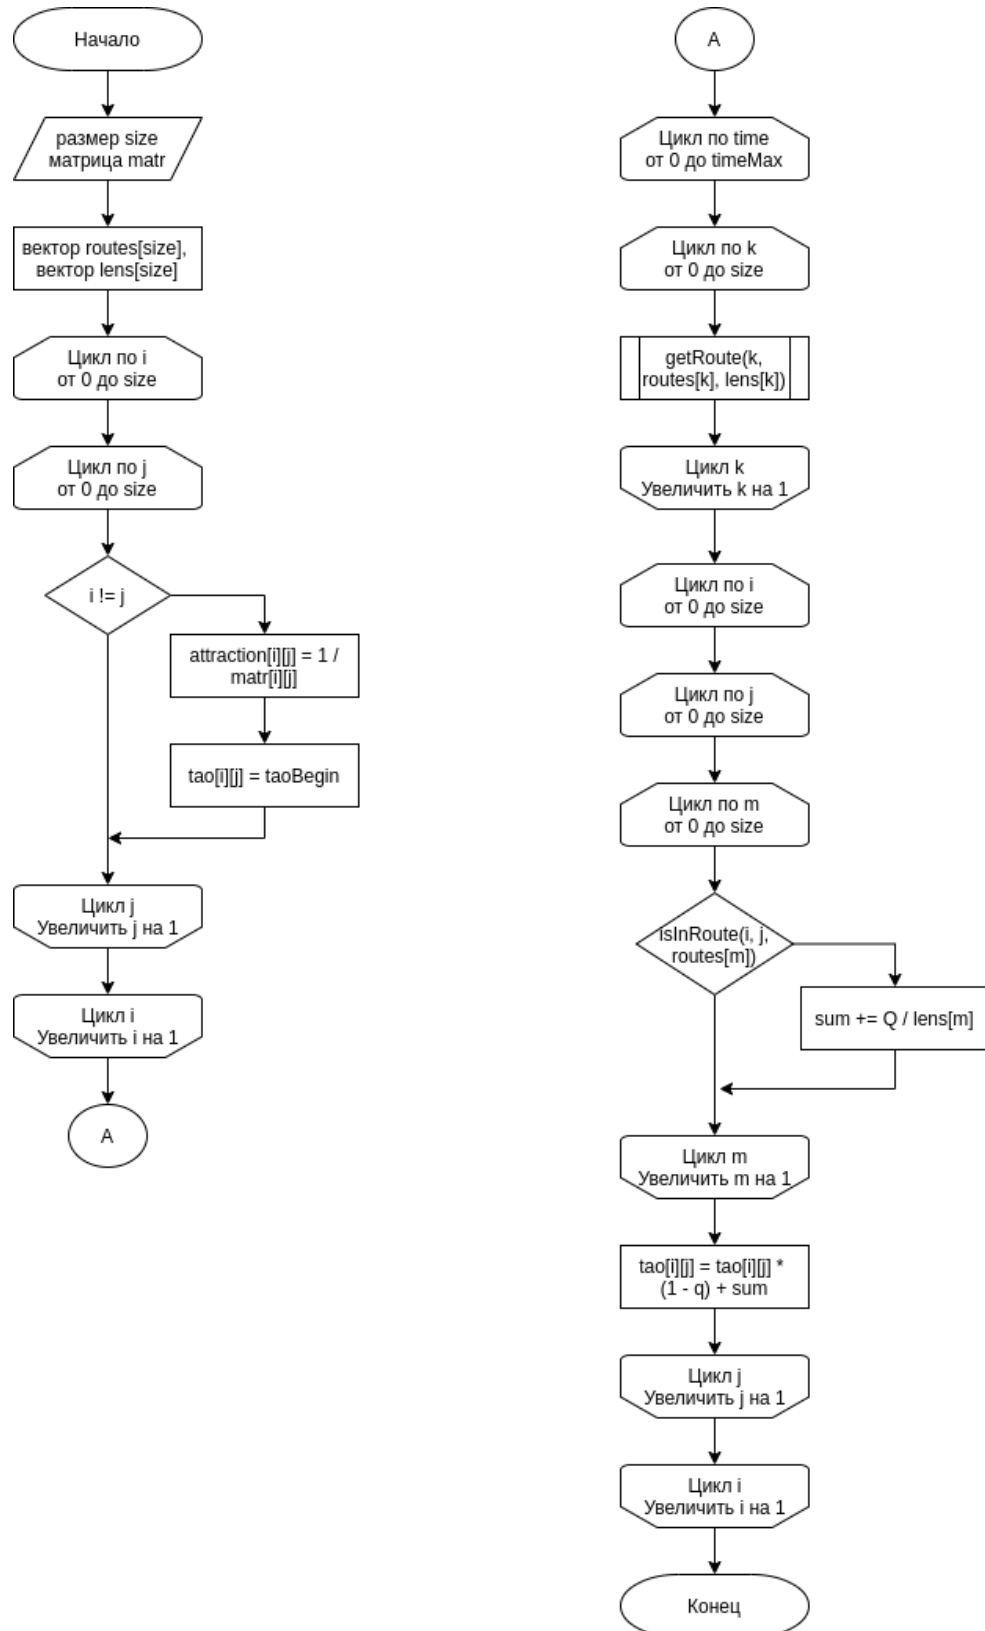 Начало
размер size
матрица matr
вектор routes[size],
вектор lens[size]
Цикл по i
от 0 до size
Цикл по j
от 0 до size
i != j
attraction[i][j] = 1 /
matr[i][j]
tao[i][j] = taoBegin
Цикл j
Увеличить j на 1
Цикл i
Увеличить i на 1
A
A
Цикл по time
от 0 до timeMax
Цикл по k
от 0 до size
getRoute(k,
routes[k], lens[k])
Цикл k
Увеличить k на 1
Цикл по i
от 0 до size
Цикл по j
от 0 до size
Цикл по m
от 0 до size
isInRoute(i, j,
routes[m])
sum += Q / lens[m]
Цикл m
Увеличить m на 1
tao[i][j] = tao[i][j] *
(1 - q) + sum
Цикл j
Увеличить j на 1
Цикл i
Увеличить i на 1
Конец